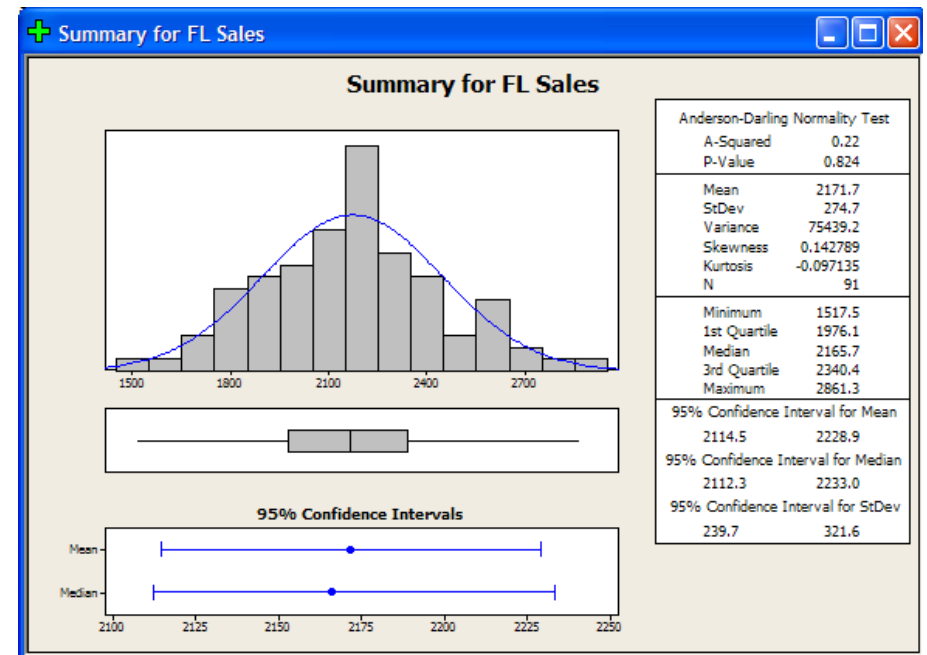 Summary for FL Sales
Summary for FL Sales
1500 1800 2100 2400 2700
95% Confidence Intervals
Mean
Median
2100 2125 2150 2175 2200 2225 2250
Anderson-Darling Normality Test
A-Squared 0.22
P-Value 0.824
Mean 2171.7
StDev 274.7
Variance 75439.2
Skewness 0.142789
Kurtosis -0.097135
N 91
Minimum 1517.5
1st Quartile 1976.1
Median 2165.7
3rd Quartile 2340.4
Maximum 2861.3
95% Confidence Interval for Mean
2114.5 2228.9
95% Confidence Interval for Median
2112.3 2233.0
95% Confidence Interval for StDev
239.7 321.6